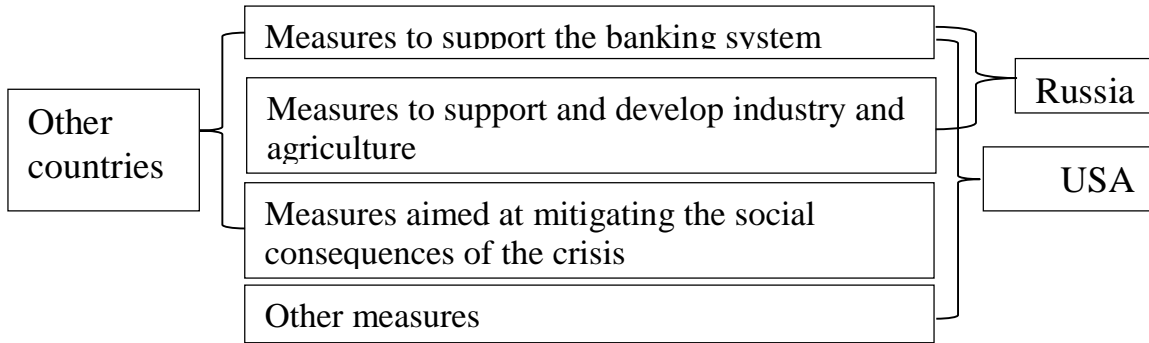 Measures to support the banking system
Other
countries
Measures to support and develop industry and
agriculture
Measures aimed at mitigating the social
consequences of the crisis
Other measures
Russia
USA